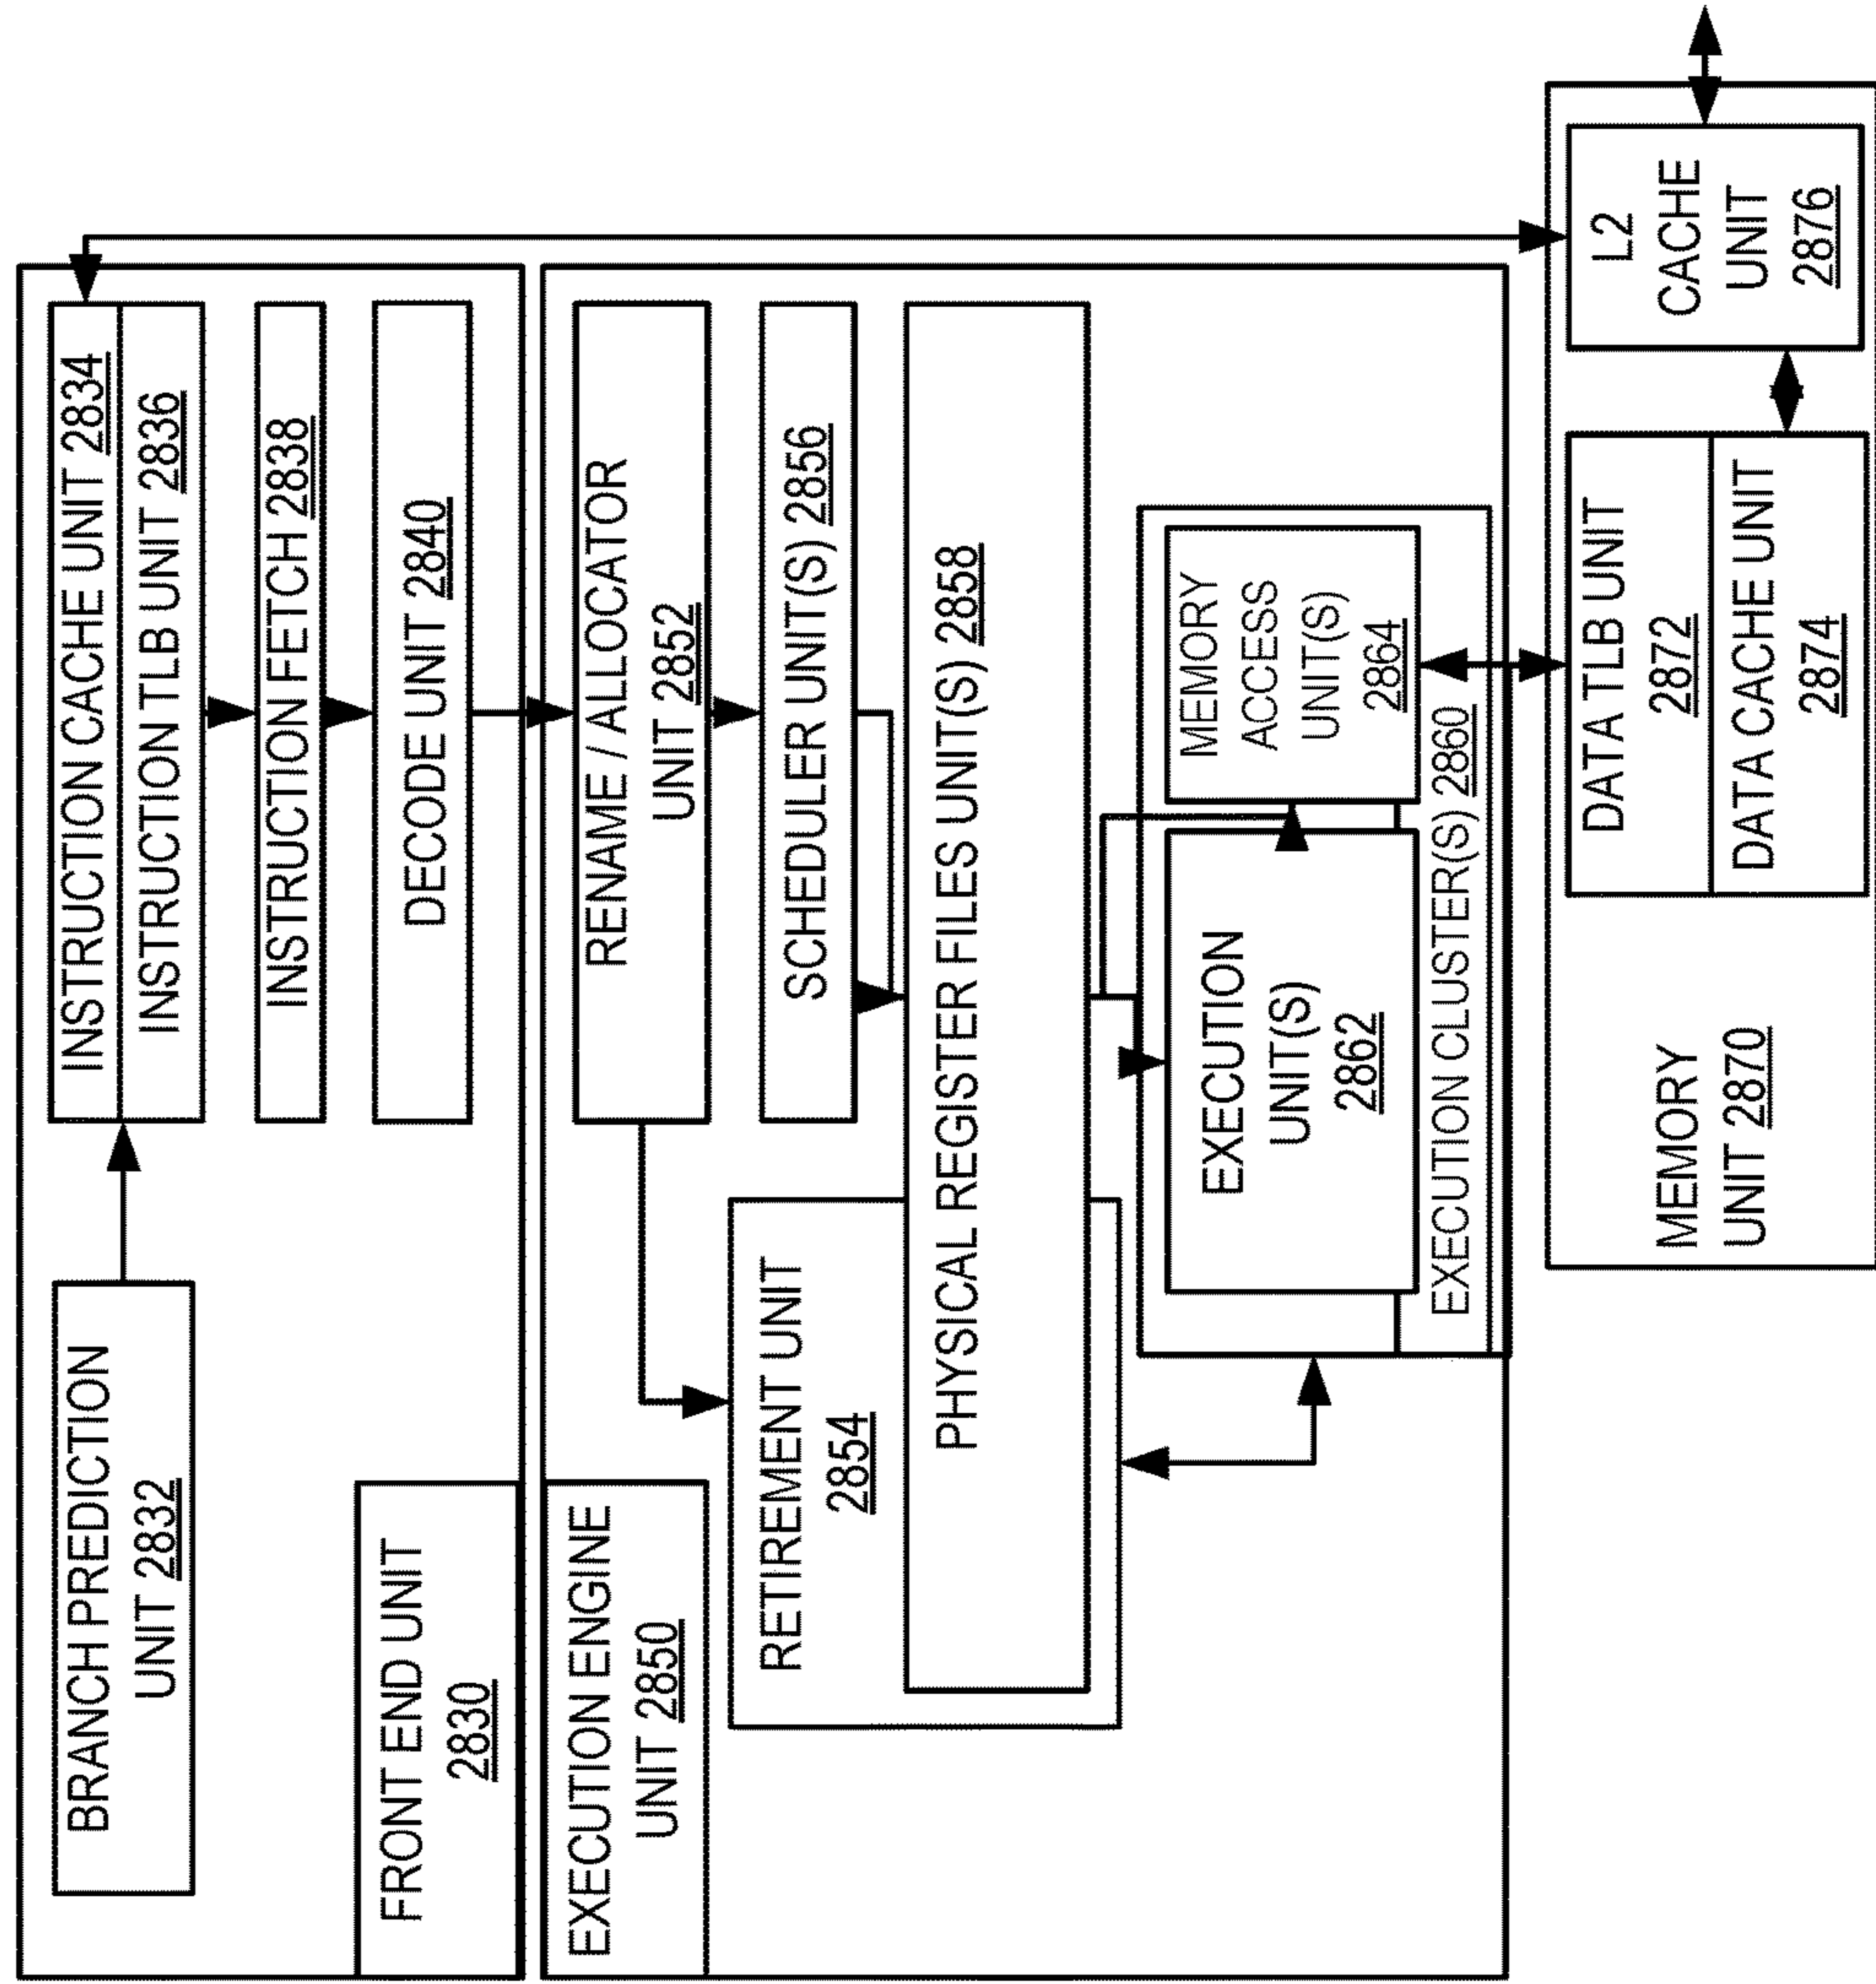 BRANCH PREDICTION
UNIT 2832
INSTRUCTION CACHE UNIT 2834
INSTRUCTION TLB UNIT 2836
INSTRUCTION FETCH 2838
DECODE UNIT 2840
FRONT END UNIT
2830
EXECUTION ENGINE
UNIT 2850
RENAME / ALLOCATOR
UNIT 2852
RETIREMENT UNIT
2854
SCHEDULER UNIT(S) 2856
PHYSICAL REGISTER FILES UNIT(S) 2858
EXECUTION
UNIT(S)
2862
MEMORY
ACCESS
UNIT(S)
2864
EXECUTION CLUSTER(S) 2860
MEMORY
UNIT 2870
DATA TLB UNIT
2872
DATA CACHE UNIT
2874
L2
CACHE
UNIT
2876